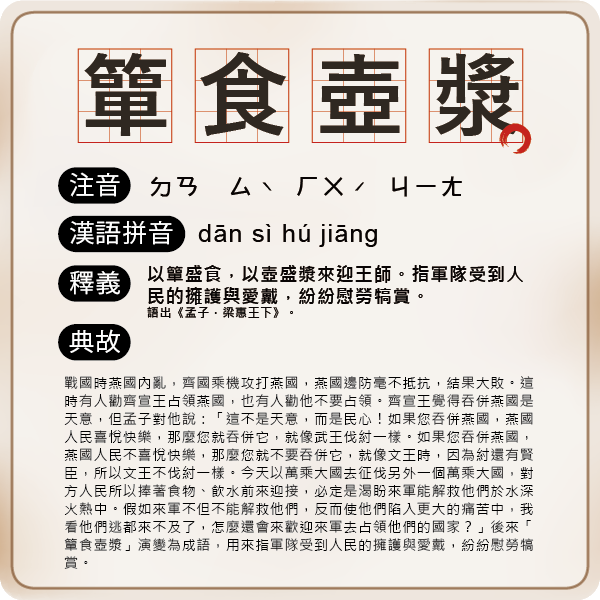 簞食壺漿
注音 ㄉㄢ ㄙˋ ㄏㄨˊ ㄐㄧㄤ
漢語拼音 dān sì hú jiāng
釋義 以簞盛食，以壺盛漿來迎王師。指軍隊受到人
民的擁護與愛戴，紛紛慰勞犒賞。
語出《孟子．梁惠王下》。
典故
戰國時燕國內亂，齊國乘機攻打燕國，燕國邊防毫不抵抗，結果大敗。這
時有人勸齊宣王占領燕國，也有人勸他不要占領。齊宣王覺得吞併燕國是
天意，但孟子對他說：「這不是天意，而是民心！如果您吞併燕國，燕國
人民喜悅快樂，那麼您就吞併它，就像武王伐紂一樣。如果您吞併燕國，
燕國人民不喜悅快樂，那麼您就不要吞併它，就像文王時，因為紂還有賢
臣，所以文王不伐紂一樣。今天以萬乘大國去征伐另外一個萬乘大國，對
方人民所以捧著食物、飲水前來迎接，必定是渴盼來軍能解救他們於水深
火熱中。假如來軍不但不能解救他們，反而使他們陷入更大的痛苦中，我
看他們逃都來不及了，怎麼還會來歡迎來軍去占領他們的國家？」後來「
簞食壺漿」演變為成語，用來指軍隊受到人民的擁護與愛戴，紛紛慰勞犒
賞。